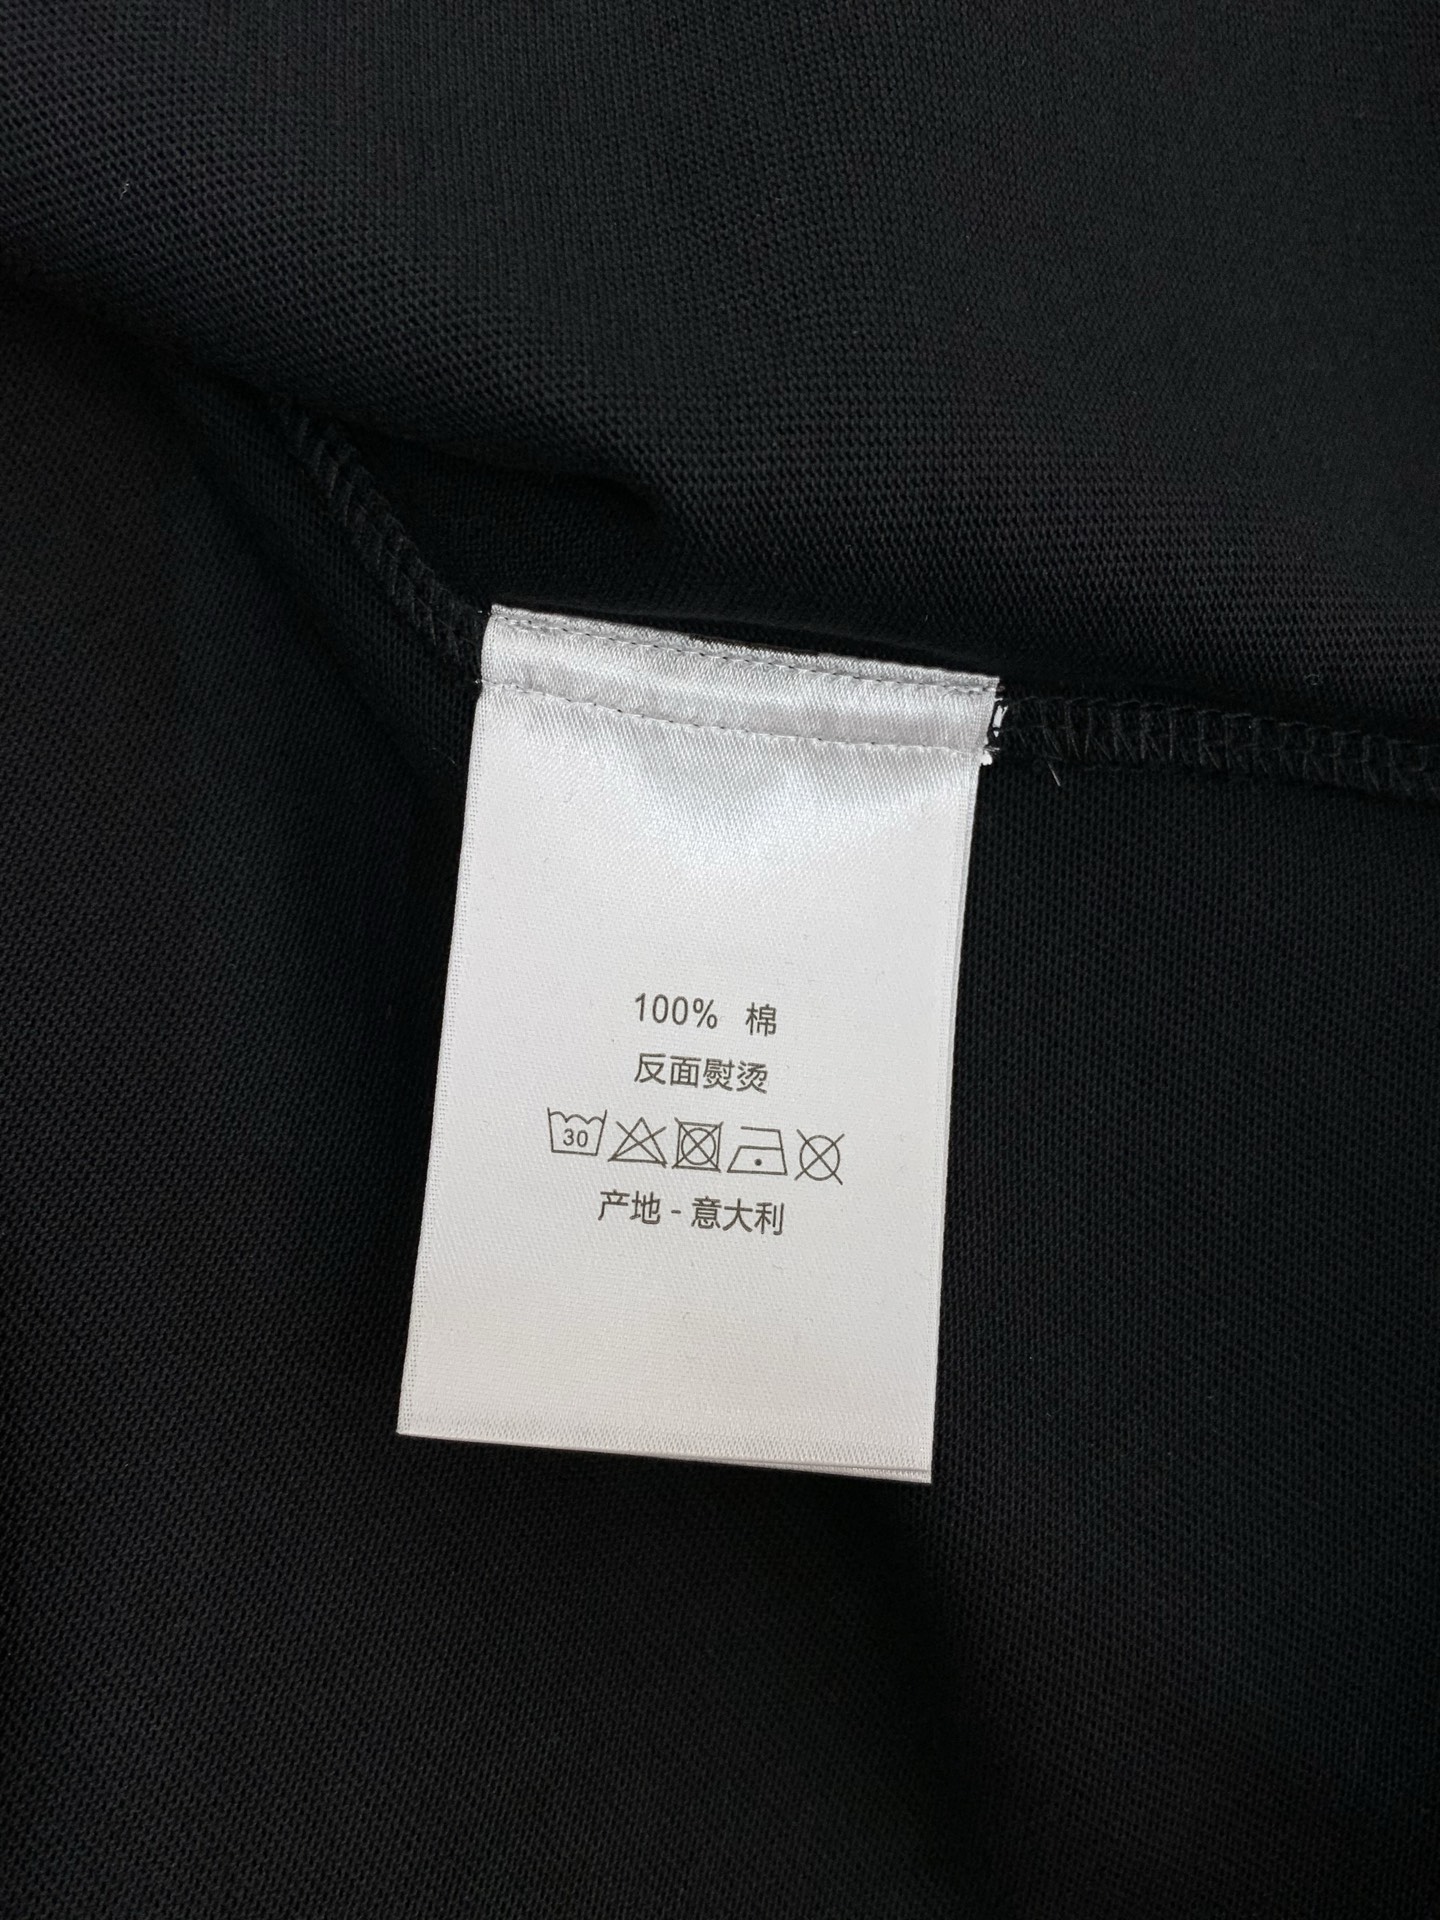 100% 棉
反面熨烫
30
产地 - 意大利